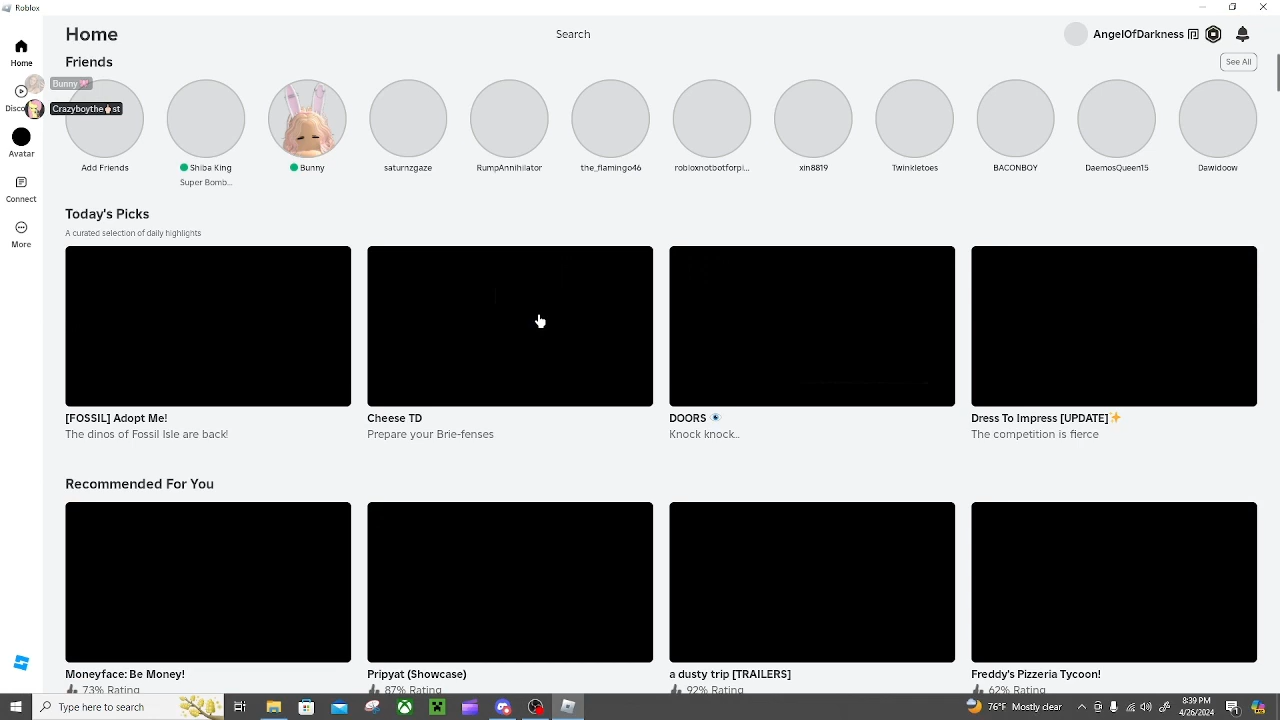 Roblox
Home
Search
AngelOfDarkness
Friends
See All
Home
Bunny
Disco
Crazyboythe🖕🏻st
Avatar
Connect
More
Add Friends
Shiba King
Super Bomb...
Bunny
saturnzgaze
RumpAnnihilator
the_flamingo46
robloxnotbotforpi...
xin8819
Twinkletoes
BACONBOY
DaemosQueen15
Dawidoow
Today's Picks
A curated selection of daily highlights
[FOSSIL] Adopt Me!
The dinos of Fossil Isle are back!
Cheese TD
Prepare your Brie-fenses
DOORS 👁️
Knock knock...
Dress To Impress [UPDATE]✨
The competition is fierce
Recommended For You
Moneyface: Be Money!
73% Rating
Pripyat (Showcase)
87% Rating
a dusty trip [TRAILERS]
92% Rating
Freddy's Pizzeria Tycoon!
62% Rating
Type here to search
76°F Mostly clear
8:39 PM
4/26/2024